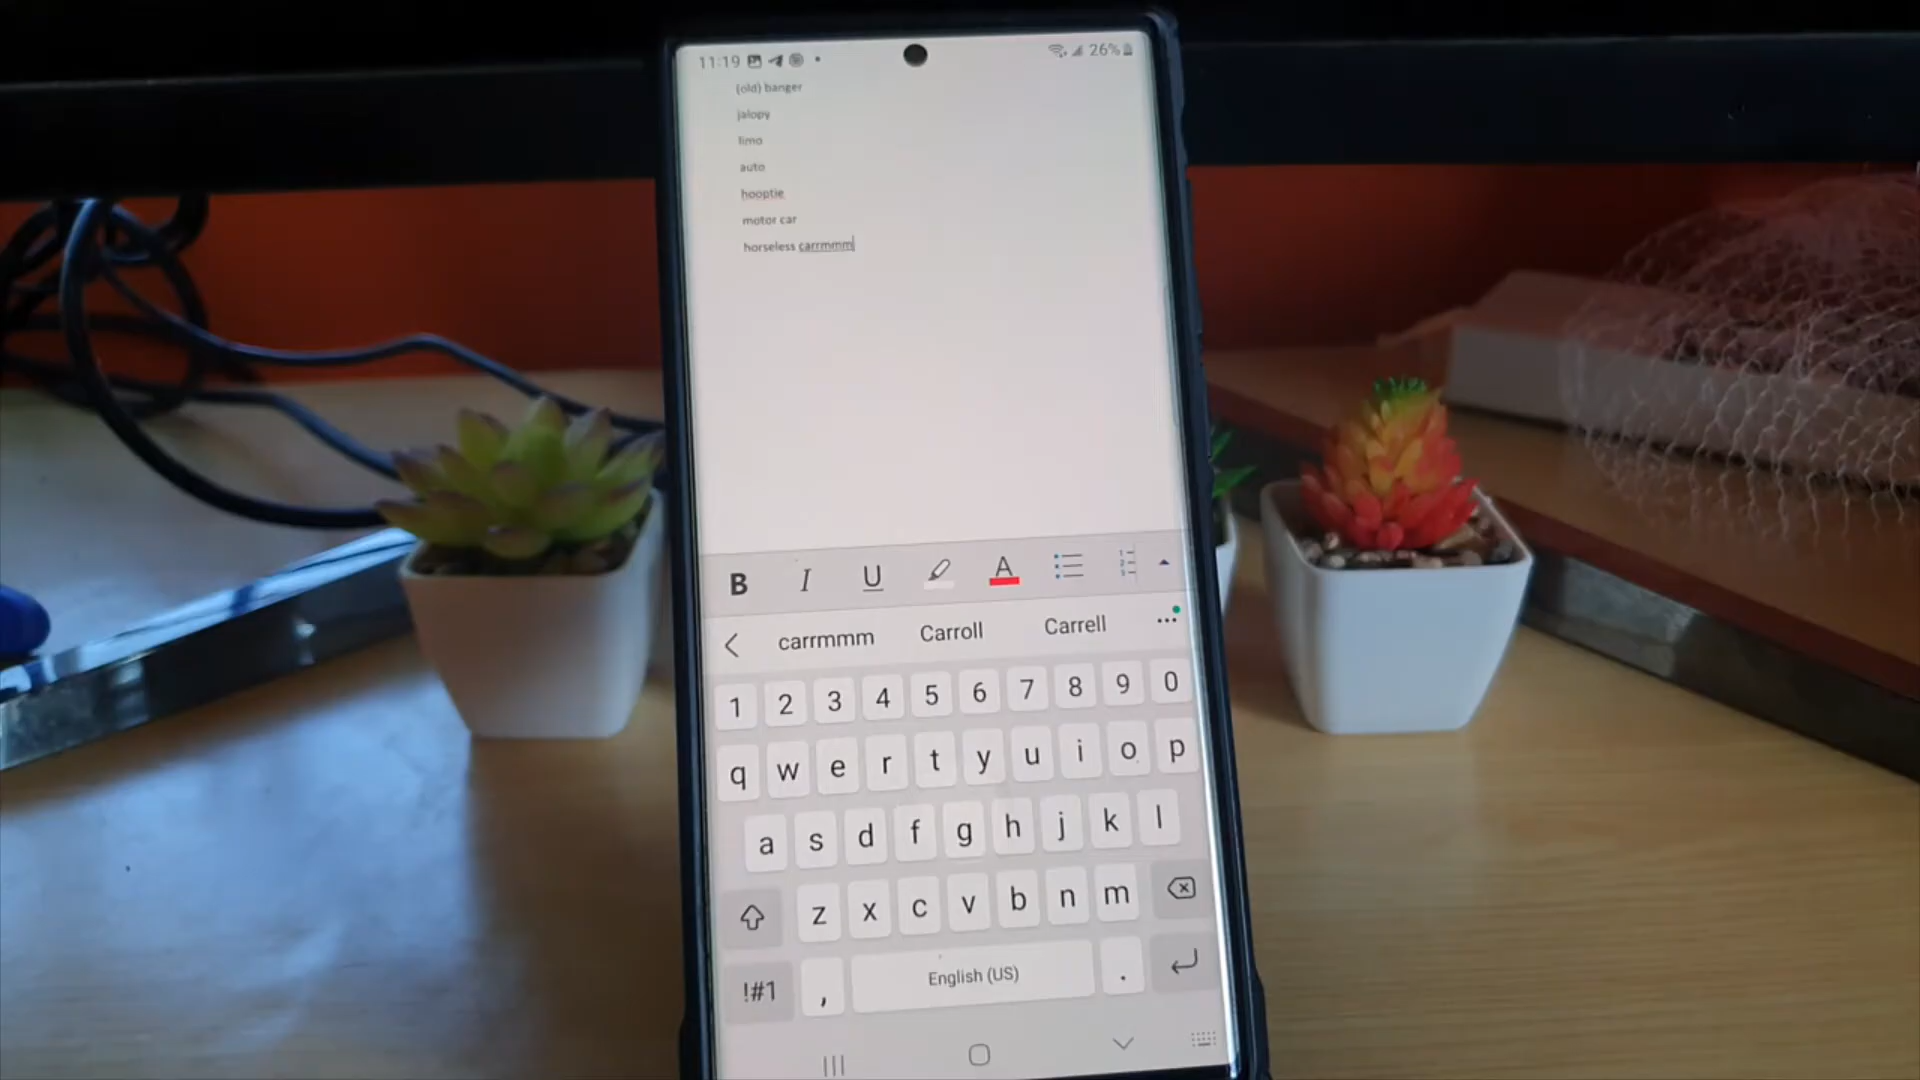 11:19 26%
(old) banger
jalopy
limo
auto
hooptie
motor car
horseless carrmmm
B I U A
carrmmm Carroll Carrell ...
1 2 3 4 5 6 7 8 9 0
q w e r t y u i o p
a s d f g h j k l
z x c v b n m
!#1 , English (US) .